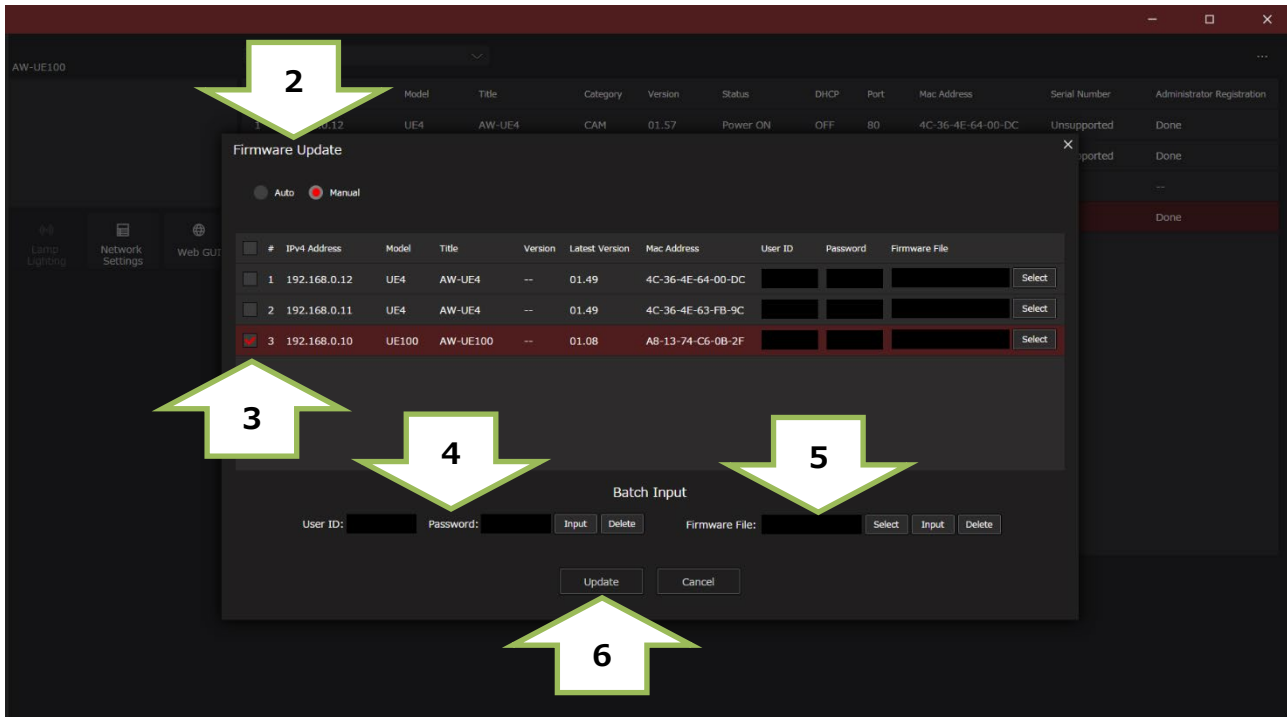 AW-UE100
2
...
Model Title Category Version Status DHCP Port Mac Address Serial Number Administrator Registration
1 0.12 UE4 AW-UE4 CAM 01.57 Power ON OFF 80 4C-36-4E-64-00-DC Unsupported Done
Firmware Update
pported Done
Auto Manual
--
Done
Lamp Lighting
Network Settings
Web GUI
# IPv4 Address Model Title Version Latest Version Mac Address User ID Password Firmware File
1 192.168.0.12 UE4 AW-UE4 -- 01.49 4C-36-4E-64-00-DC Select
2 192.168.0.11 UE4 AW-UE4 -- 01.49 4C-36-4E-63-FB-9C Select
3 192.168.0.10 UE100 AW-UE100 -- 01.08 A8-13-74-C6-0B-2F Select
3
4
5
Batch Input
User ID: Password: Input Delete Firmware File: Select Input Delete
Update Cancel
6